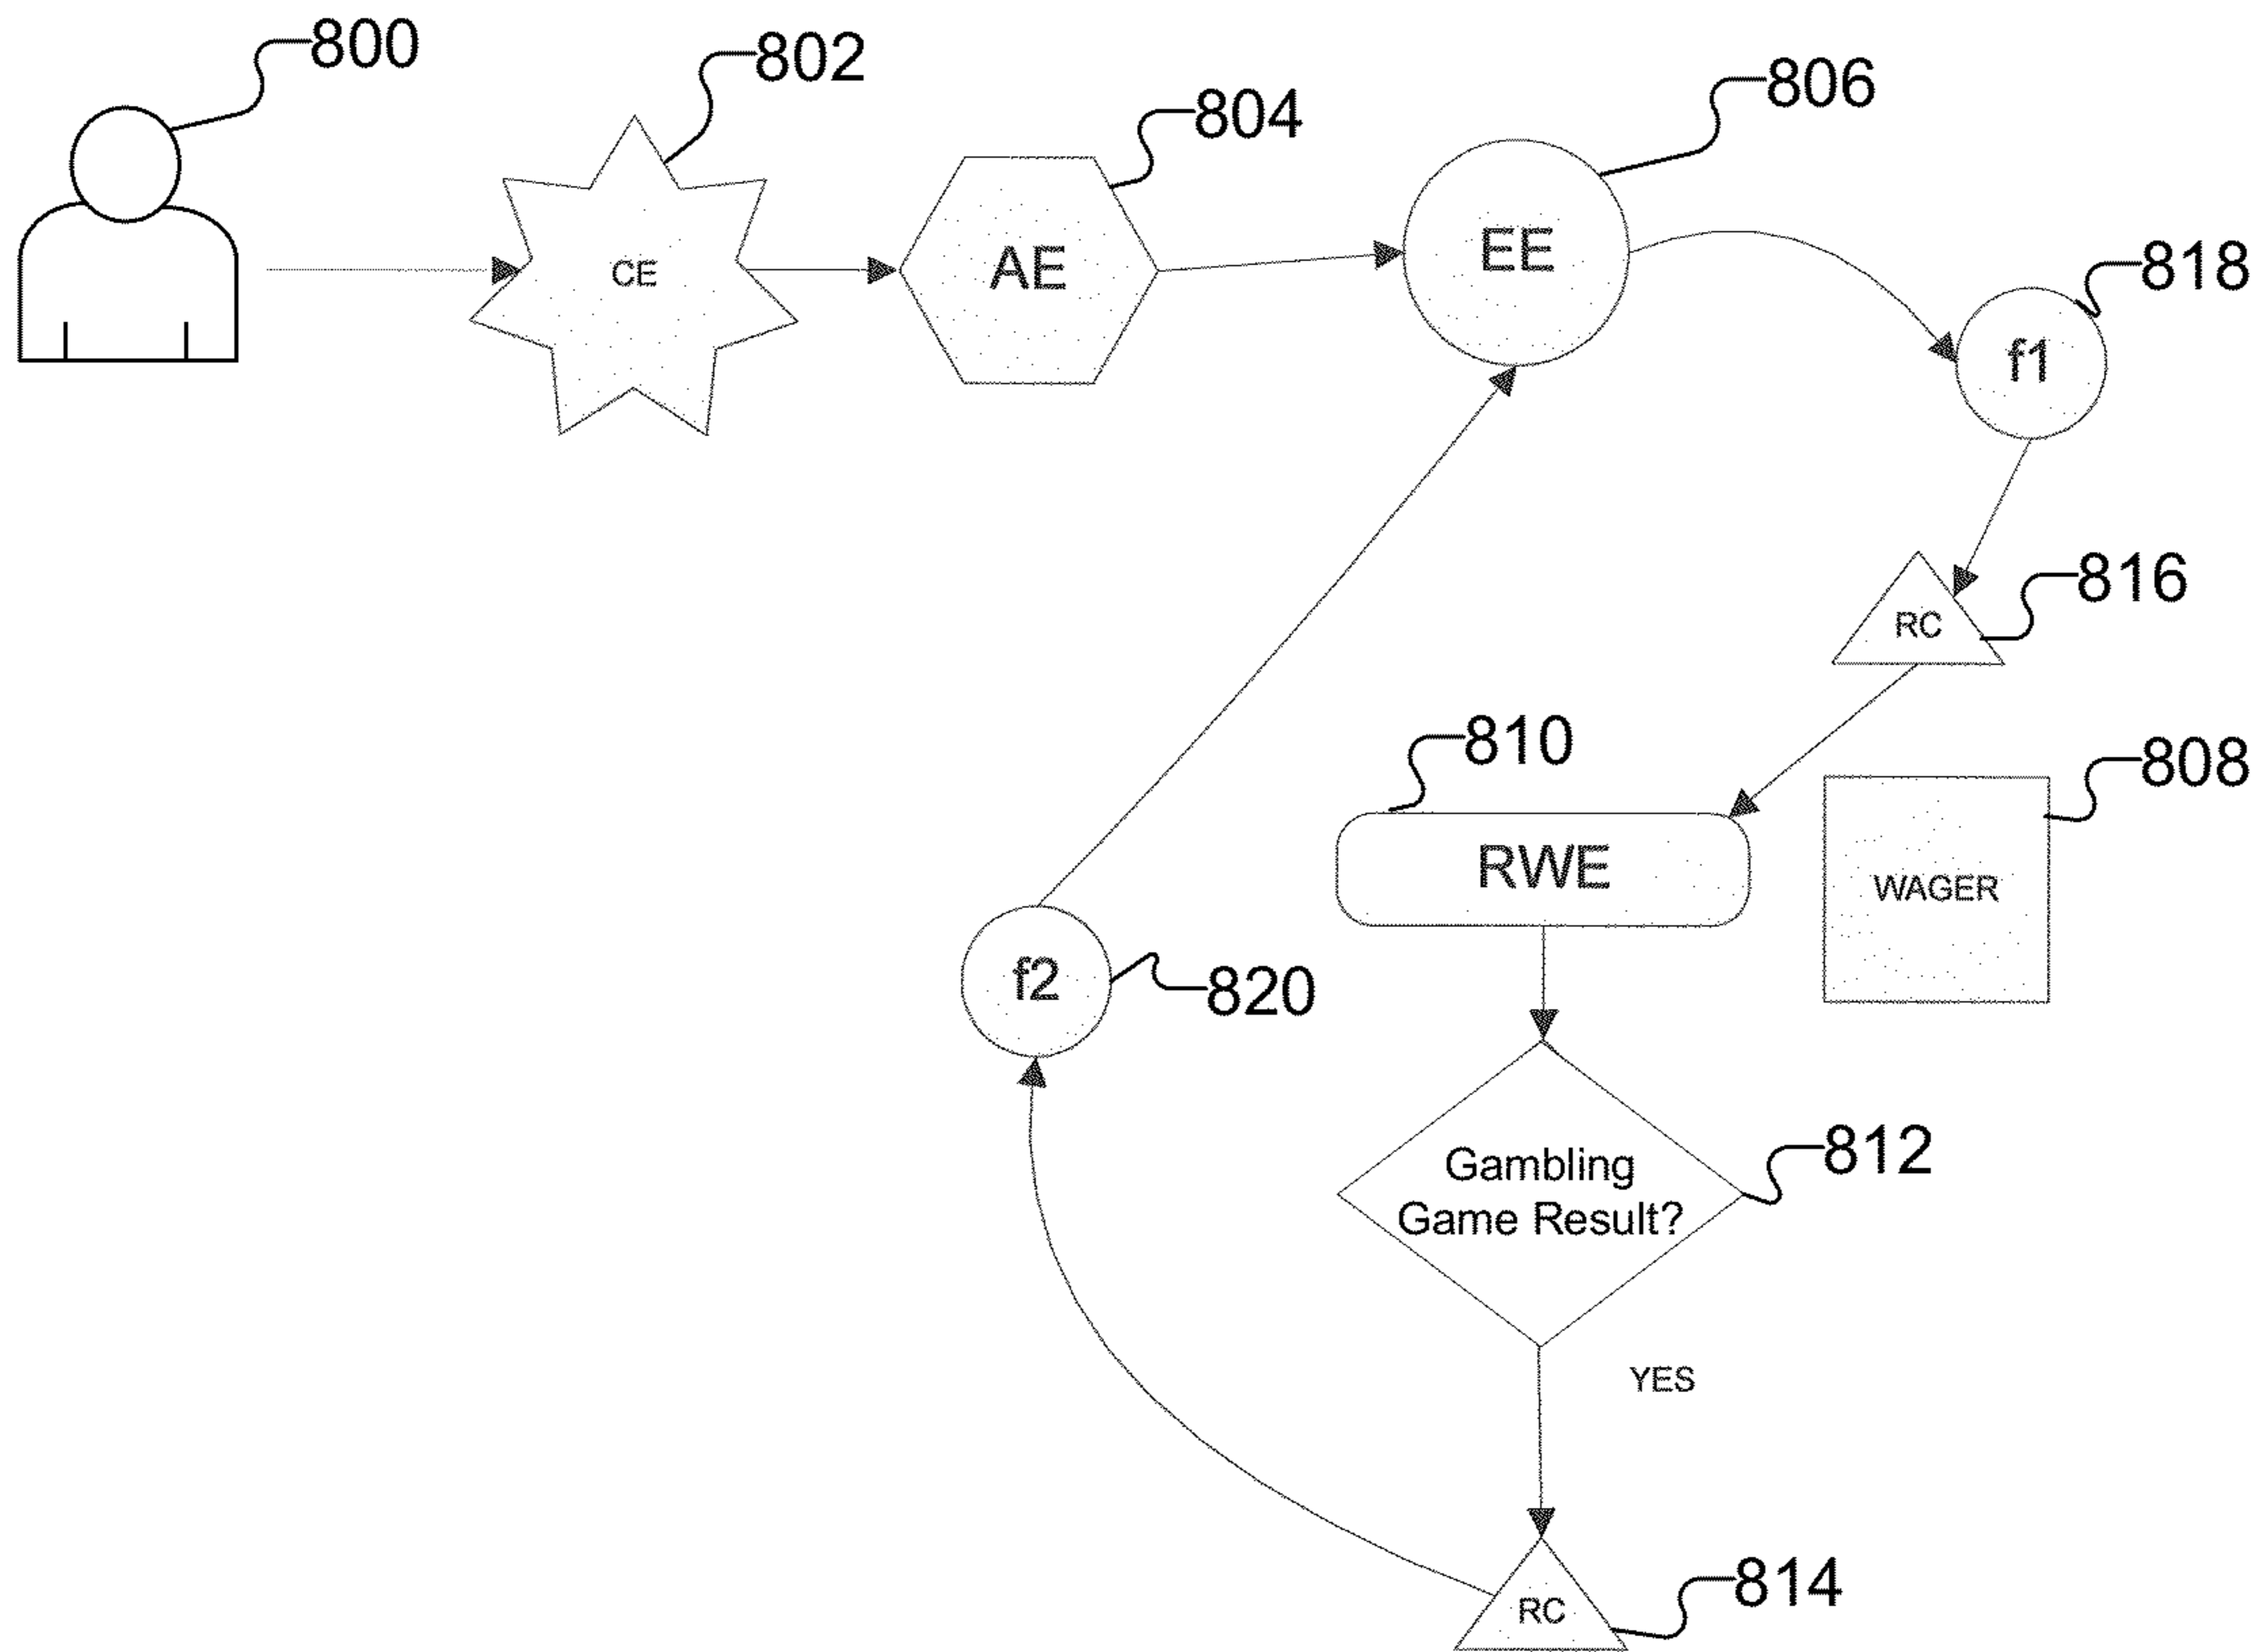 800
802
804
806
CE
AE
EE
818
f1
816
RC
810
808
RWE
WAGER
f2
820
Gambling
Game Result?
812
YES
814
RC